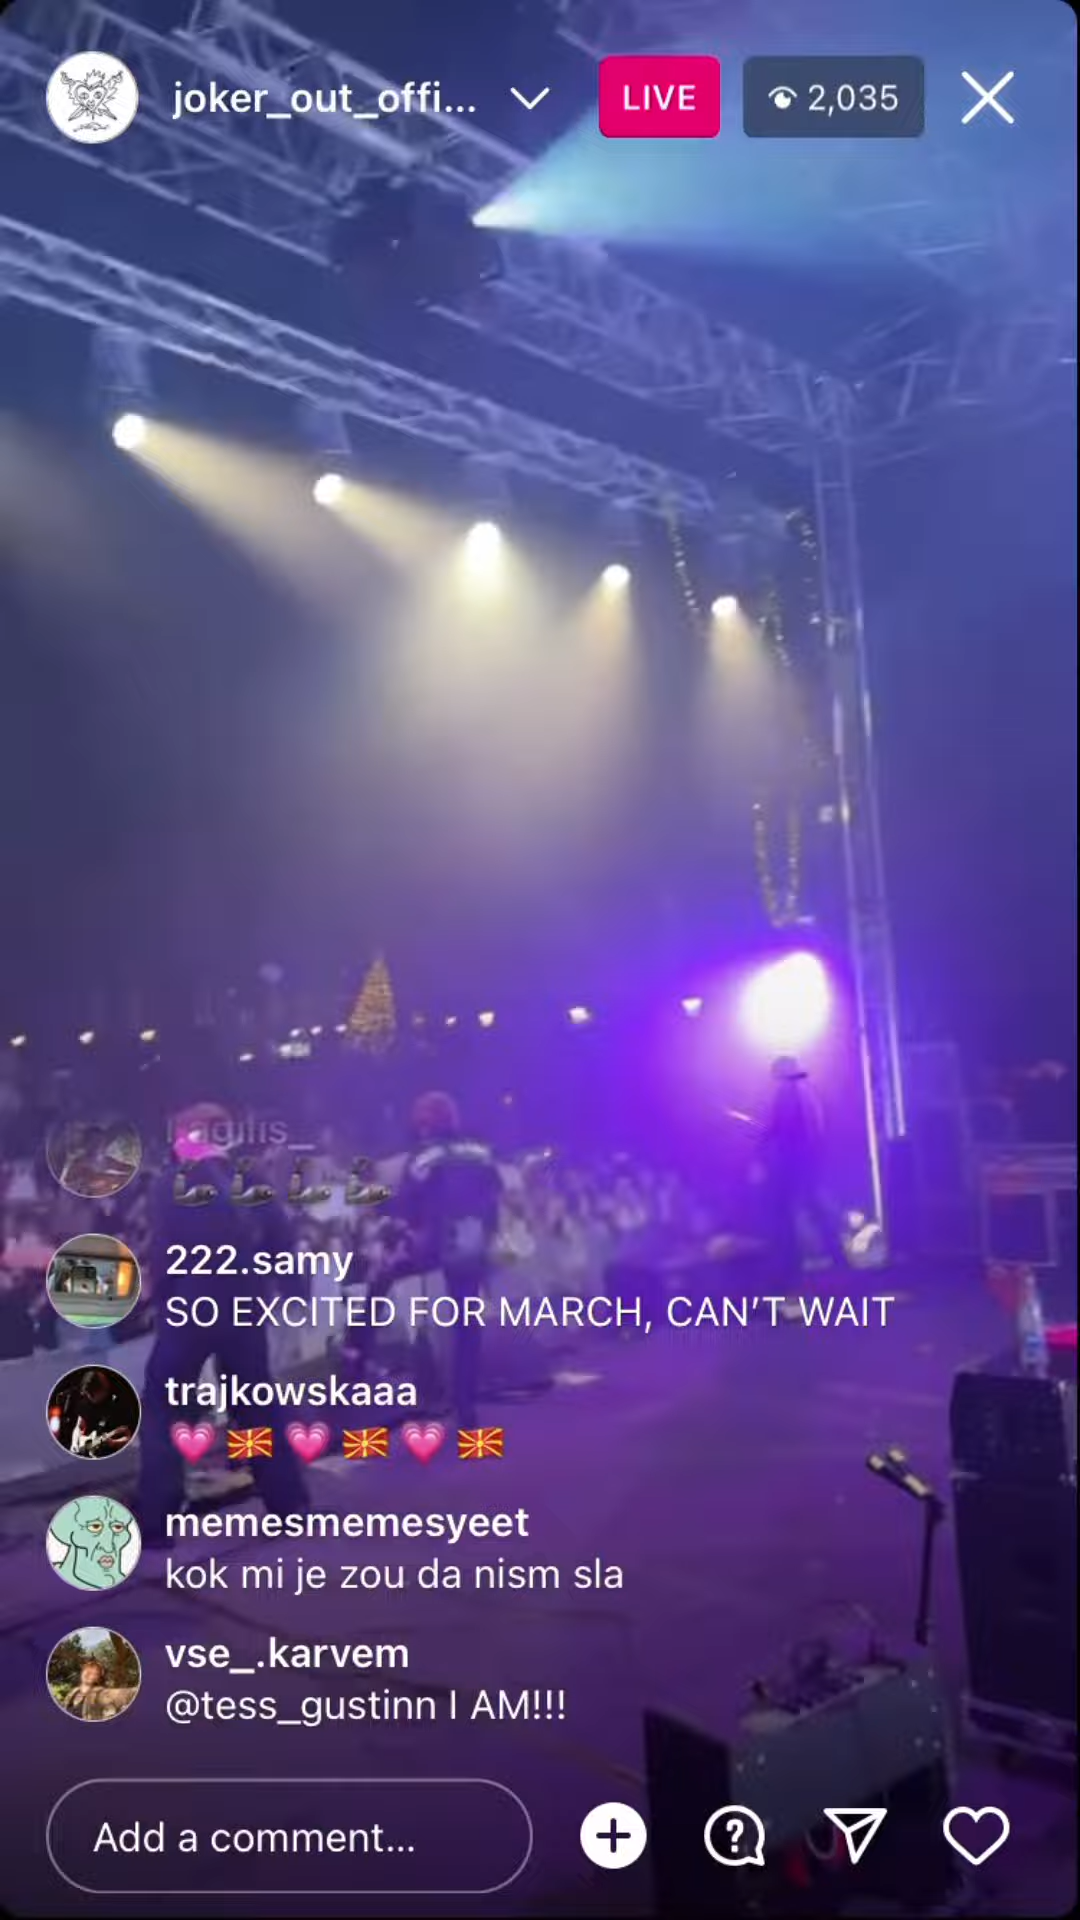 joker_out_offi...
LIVE
2,035
222.samy
SO EXCITED FOR MARCH, CAN'T WAIT
trajkowskaaa
💗🇲🇰💗🇲🇰💗🇲🇰
memesmemesyeet
kok mi je zou da nism sla
vse_.karvem
@tess_gustinn I AM!!!
Add a comment...